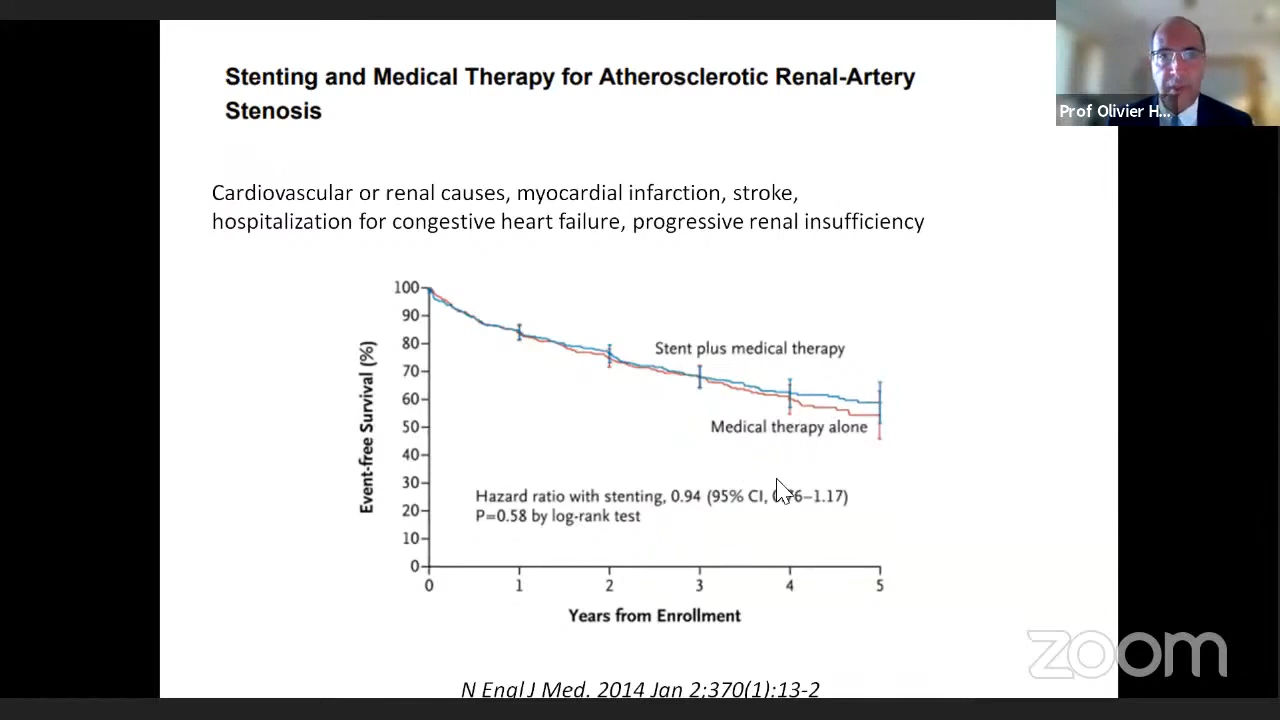 Stenting and Medical Therapy for Atherosclerotic Renal-Artery
Stenosis
Prof Olivier H...
Cardiovascular or renal causes, myocardial infarction, stroke,
hospitalization for congestive heart failure, progressive renal insufficiency
Event-free Survival (%)
100
90
80
70
60
50
40
30
20
10
0
Stent plus medical therapy
Medical therapy alone
Hazard ratio with stenting, 0.94 (95% CI, –1.17)
P=0.58 by log-rank test
0 1 2 3 4 5
Years from Enrollment
zoom
N Engl J Med. 2014 Jan 2;370(1):13-2